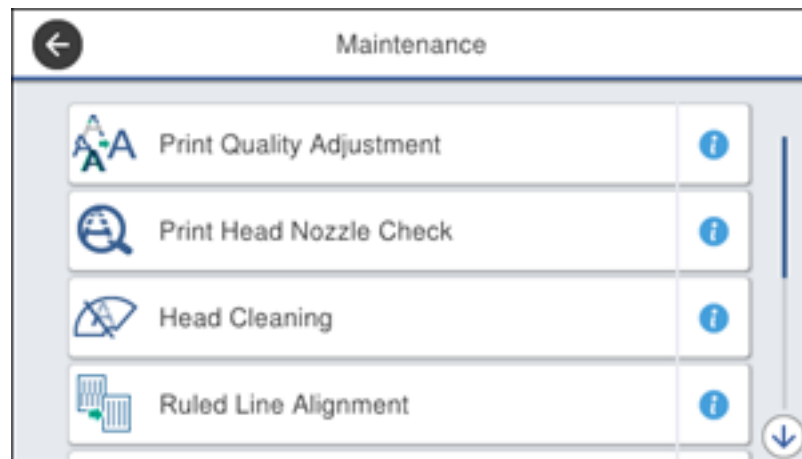 Maintenance
Print Quality Adjustment
Print Head Nozzle Check
Head Cleaning
Ruled Line Alignment